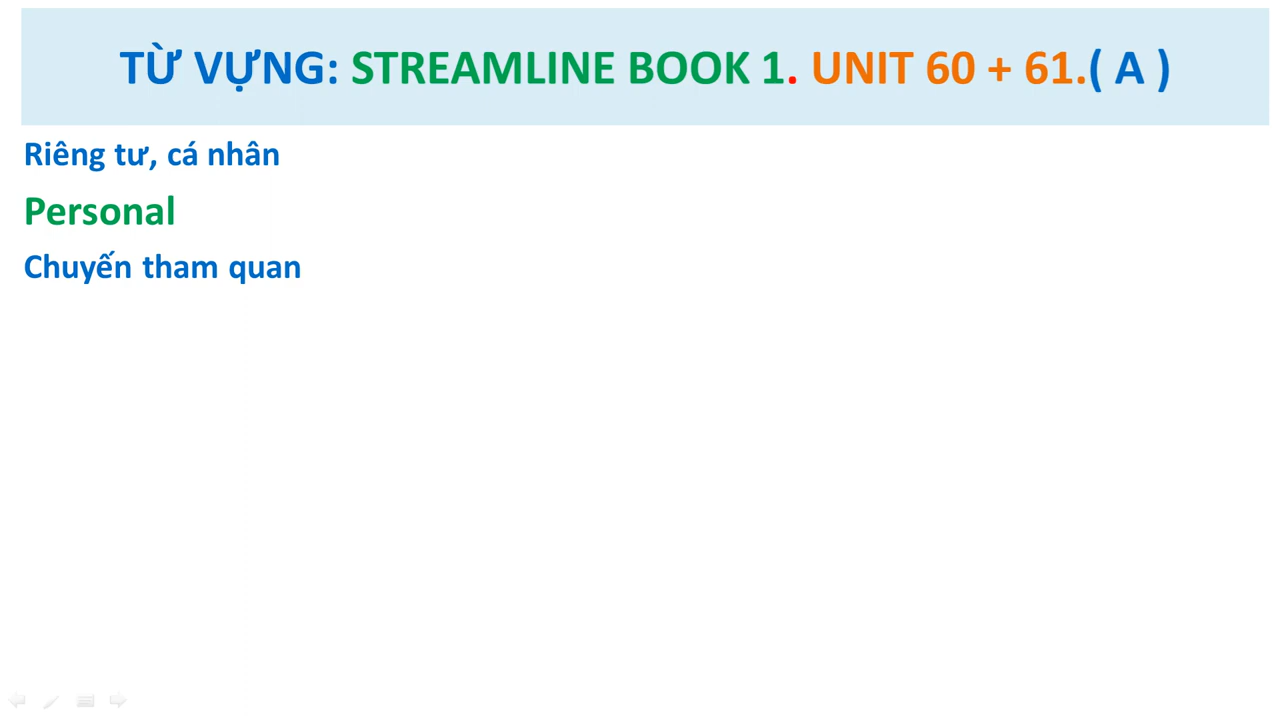 TỪ VỰNG: STREAMLINE BOOK 1. UNIT 60 + 61.( A )
Riêng tư, cá nhân
Personal
Chuyến tham quan